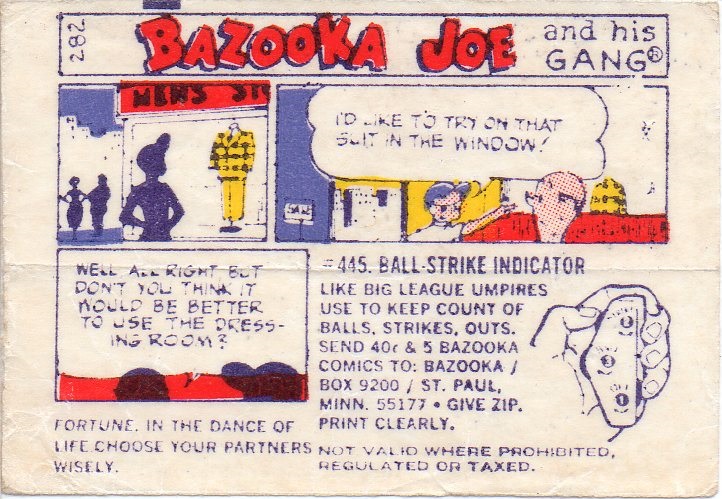 282
BAZOOKA JOE and his
GANG®
MEN'S
I'D LIKE TO TRY ON THAT
SUIT IN THE WINDOW!
WELL ALL RIGHT, BUT
DON'T YOU THINK IT
WOULD BE BETTER
TO USE THE DRESS-
ING ROOM?
FORTUNE. IN THE DANCE OF
LIFE CHOOSE YOUR PARTNERS
WISELY.
#445. BALL-STRIKE INDICATOR
LIKE BIG LEAGUE UMPIRES
USE TO KEEP COUNT OF
BALLS, STRIKES, OUTS.
SEND 40¢ & 5 BAZOOKA
COMICS TO: BAZOOKA /
BOX 9200 / ST. PAUL,
MINN. 55177 • GIVE ZIP.
PRINT CLEARLY.
NOT VALID WHERE PROHIBITED,
REGULATED OR TAXED.